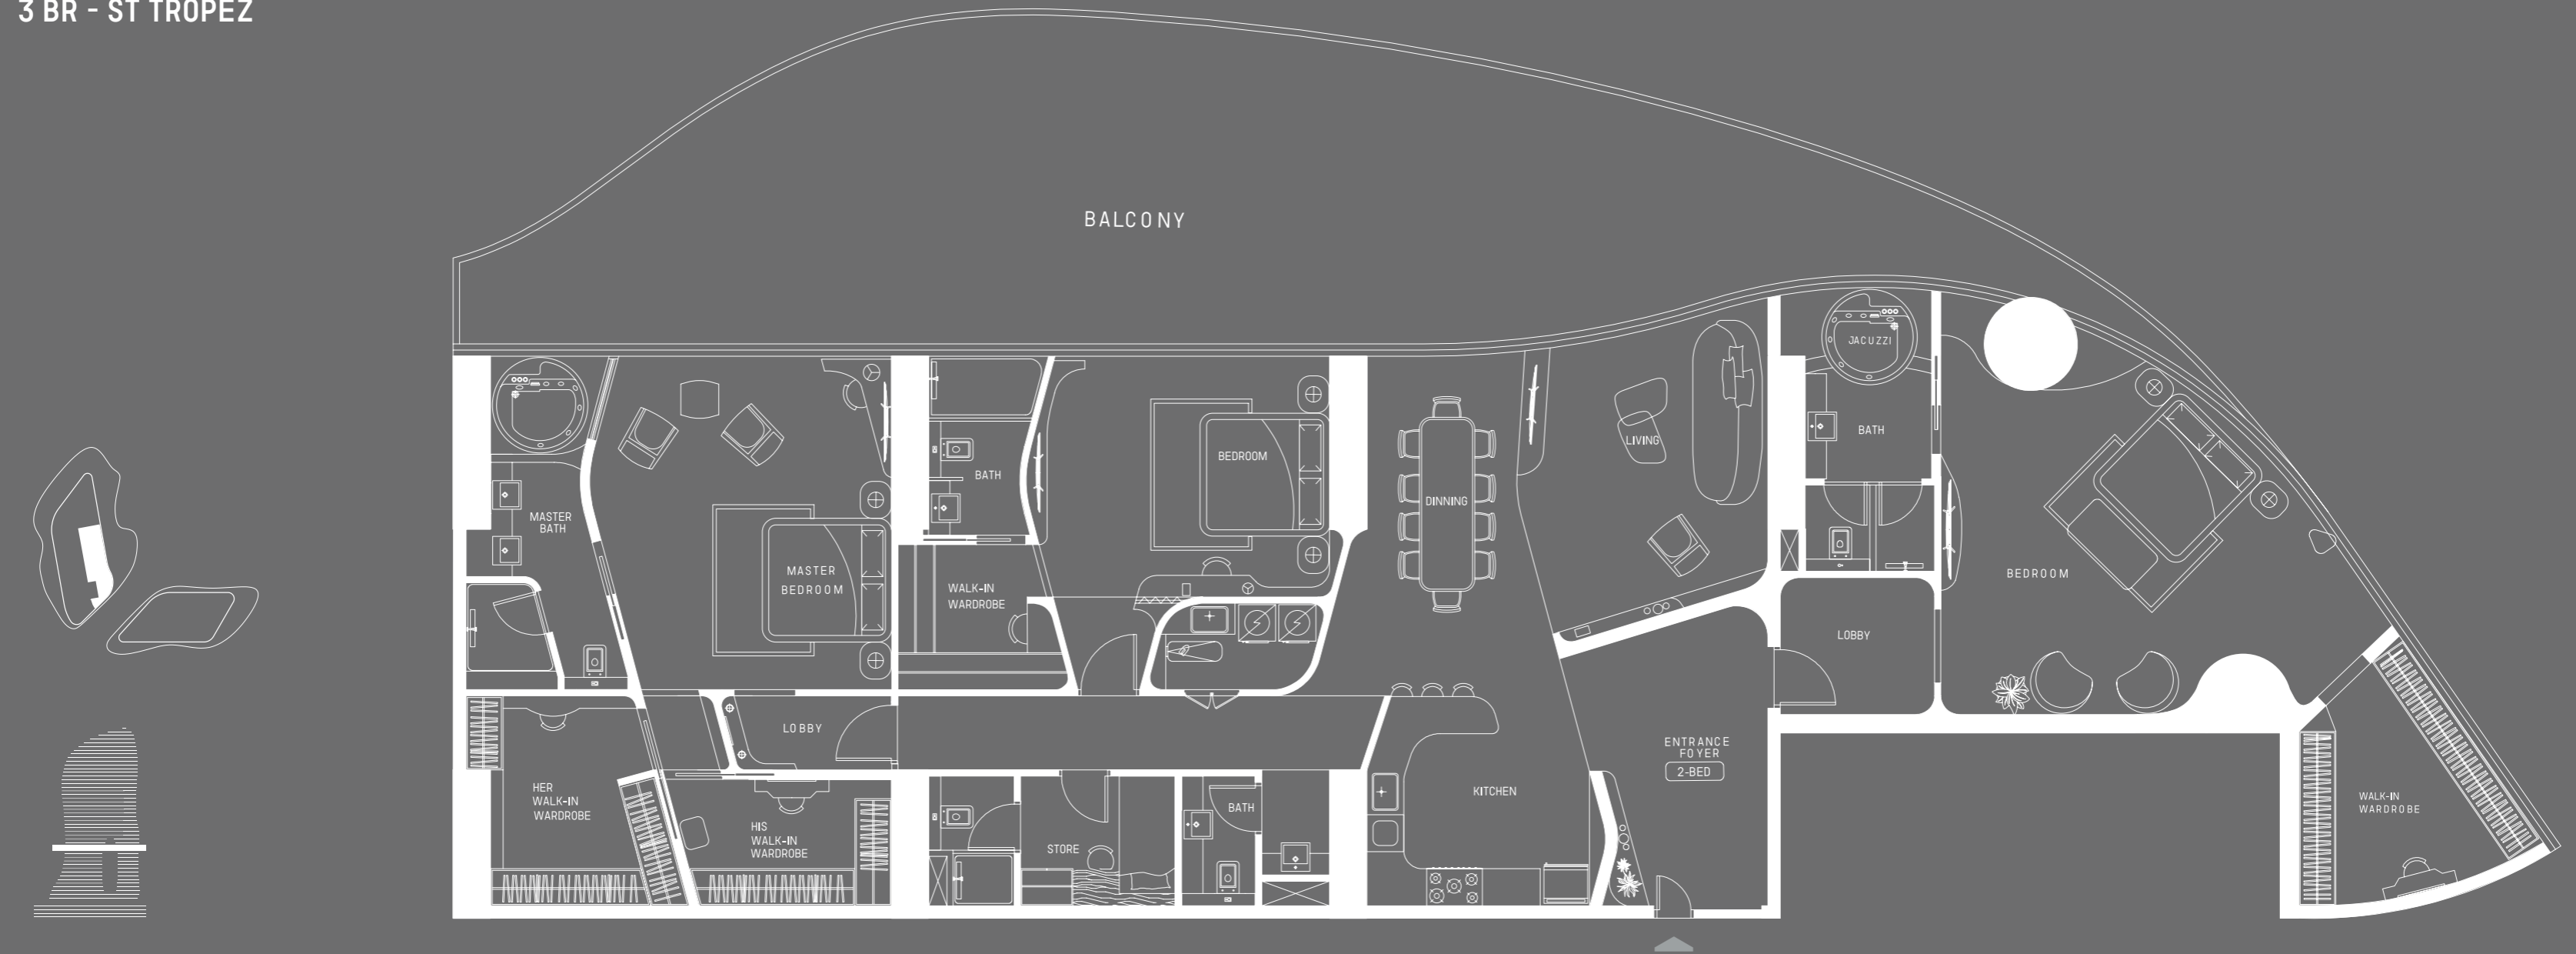 3 BR - ST TROPEZ
BALCONY
JACUZZI
BATH
LIVING
BEDROOM
BATH
DINNING
MASTER
BATH
MASTER
BEDROOM
BEDROOM
WALK-IN
WARDROBE
LOBBY
LOBBY
ENTRANCE
FOYER
2-BED
HER
WALK-IN
WARDROBE
KITCHEN
WALK-IN
WARDROBE
BATH
HIS
WALK-IN
WARDROBE
STORE